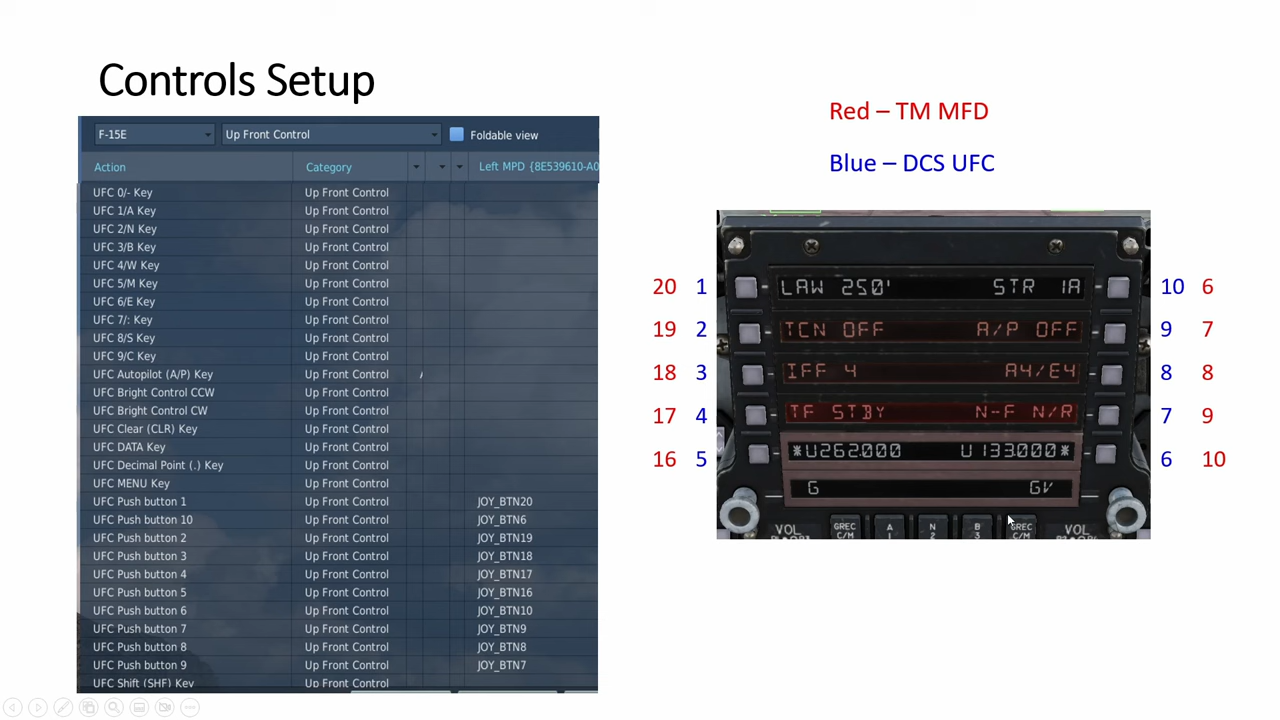 Controls Setup
F-15E Up Front Control Foldable view
Action Category Left MPD {8E539610-A0
UFC 0/- Key Up Front Control
UFC 1/A Key Up Front Control
UFC 2/N Key Up Front Control
UFC 3/B Key Up Front Control
UFC 4/W Key Up Front Control
UFC 5/M Key Up Front Control
UFC 6/E Key Up Front Control
UFC 7/: Key Up Front Control
UFC 8/S Key Up Front Control
UFC 9/C Key Up Front Control
UFC Autopilot (A/P) Key Up Front Control
UFC Bright Control CCW Up Front Control
UFC Bright Control CW Up Front Control
UFC Clear (CLR) Key Up Front Control
UFC DATA Key Up Front Control
UFC Decimal Point (.) Key Up Front Control
UFC MENU Key Up Front Control
UFC Push button 1 Up Front Control JOY_BTN20
UFC Push button 10 Up Front Control JOY_BTN6
UFC Push button 2 Up Front Control JOY_BTN19
UFC Push button 3 Up Front Control JOY_BTN18
UFC Push button 4 Up Front Control JOY_BTN17
UFC Push button 5 Up Front Control JOY_BTN16
UFC Push button 6 Up Front Control JOY_BTN10
UFC Push button 7 Up Front Control JOY_BTN9
UFC Push button 8 Up Front Control JOY_BTN8
UFC Push button 9 Up Front Control JOY_BTN7
UFC Shift (SHF) Key Up Front Control
Red – TM MFD
Blue – DCS UFC
20 1 LAW 250' STR 1A 10 6
19 2 TCN OFF A/P OFF 9 7
18 3 IFF 4 A4/E4 8 8
17 4 TF STBY N-F N/R 7 9
16 5 *U262.000 U133.000* 6 10
G GV
VOL GREC C/M A 1 N 2 B 3 GREC C/M VOL